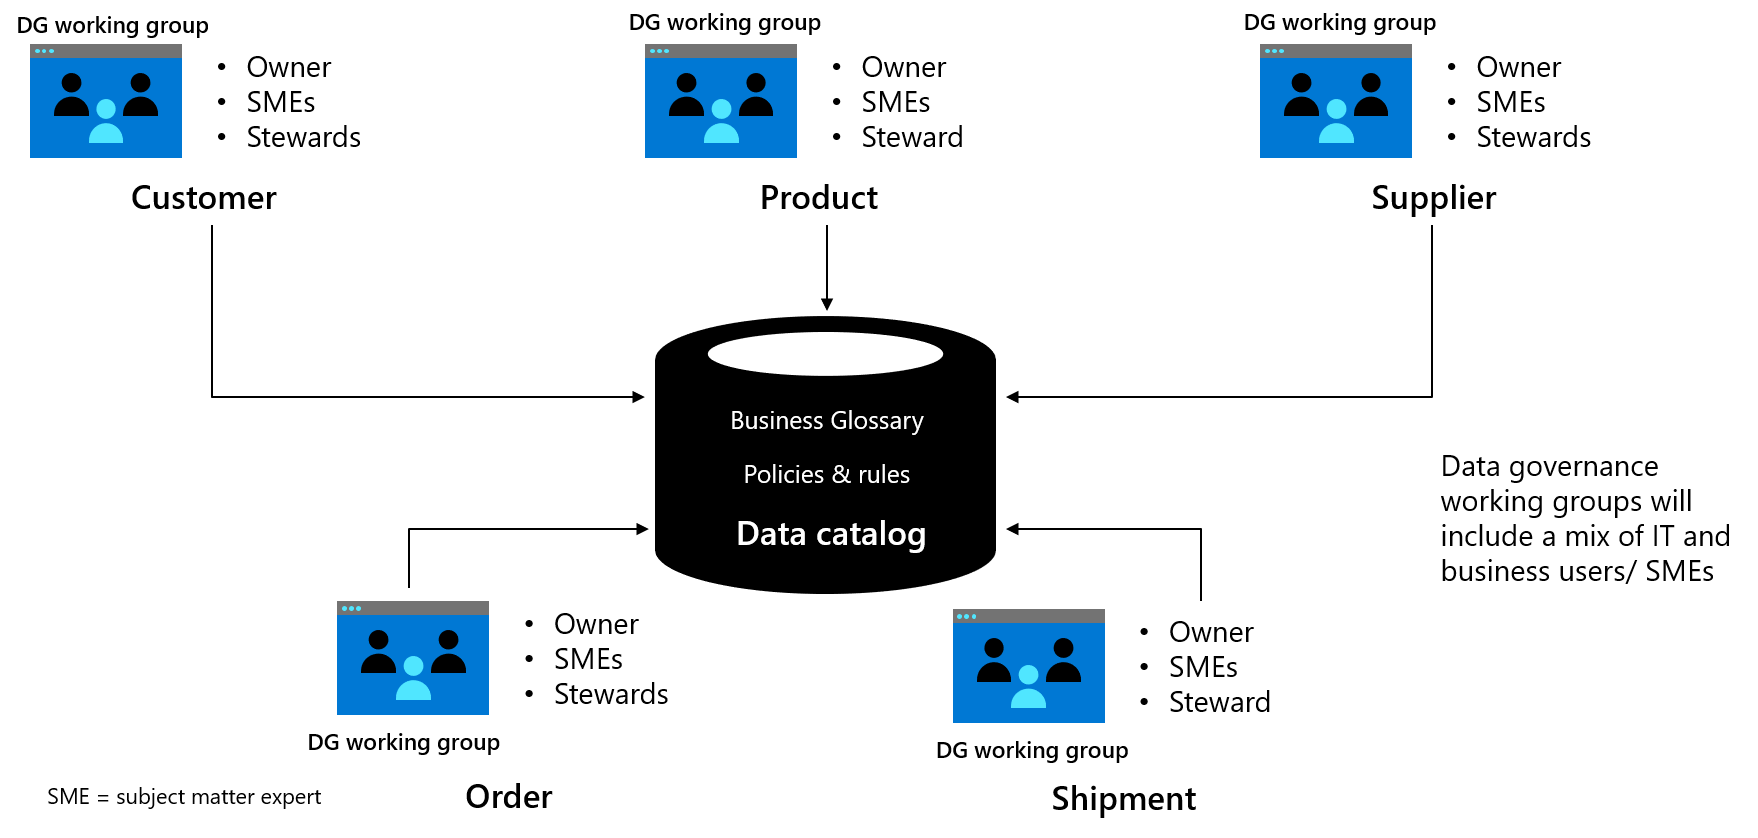 DG working group
• Owner
• SMEs
• Stewards
Customer
DG working group
• Owner
• SMEs
• Steward
Product
DG working group
• Owner
• SMEs
• Stewards
Supplier
Business Glossary
Policies & rules
Data catalog
Data governance
working groups will
include a mix of IT and
business users/ SMEs
• Owner
• SMEs
• Stewards
DG working group
Order
• Owner
• SMEs
• Steward
DG working group
Shipment
SME = subject matter expert